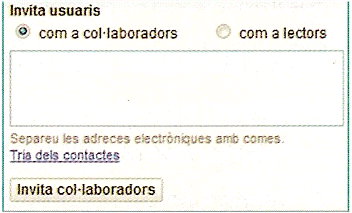 Invita usuaris
com a col·laboradors com a lectors
Separeu les adreces electròniques amb comes.
Tria dels contactes
Invita col·laboradors